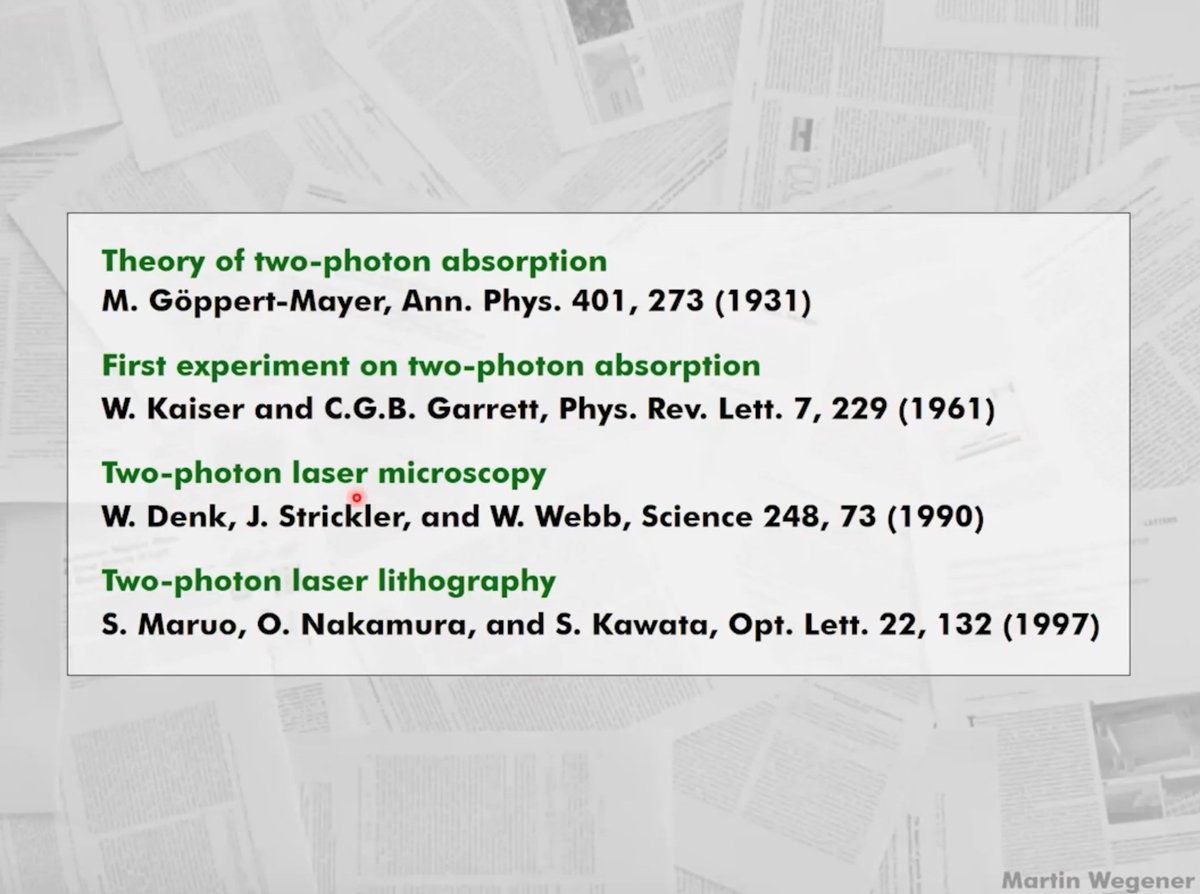 Theory of two-photon absorption
M. Göppert-Mayer, Ann. Phys. 401, 273 (1931)
First experiment on two-photon absorption
W. Kaiser and C.G.B. Garrett, Phys. Rev. Lett. 7, 229 (1961)
Two-photon laser microscopy
W. Denk, J. Strickler, and W. Webb, Science 248, 73 (1990)
Two-photon laser lithography
S. Maruo, O. Nakamura, and S. Kawata, Opt. Lett. 22, 132 (1997)
LETTERS
Martin Wegener